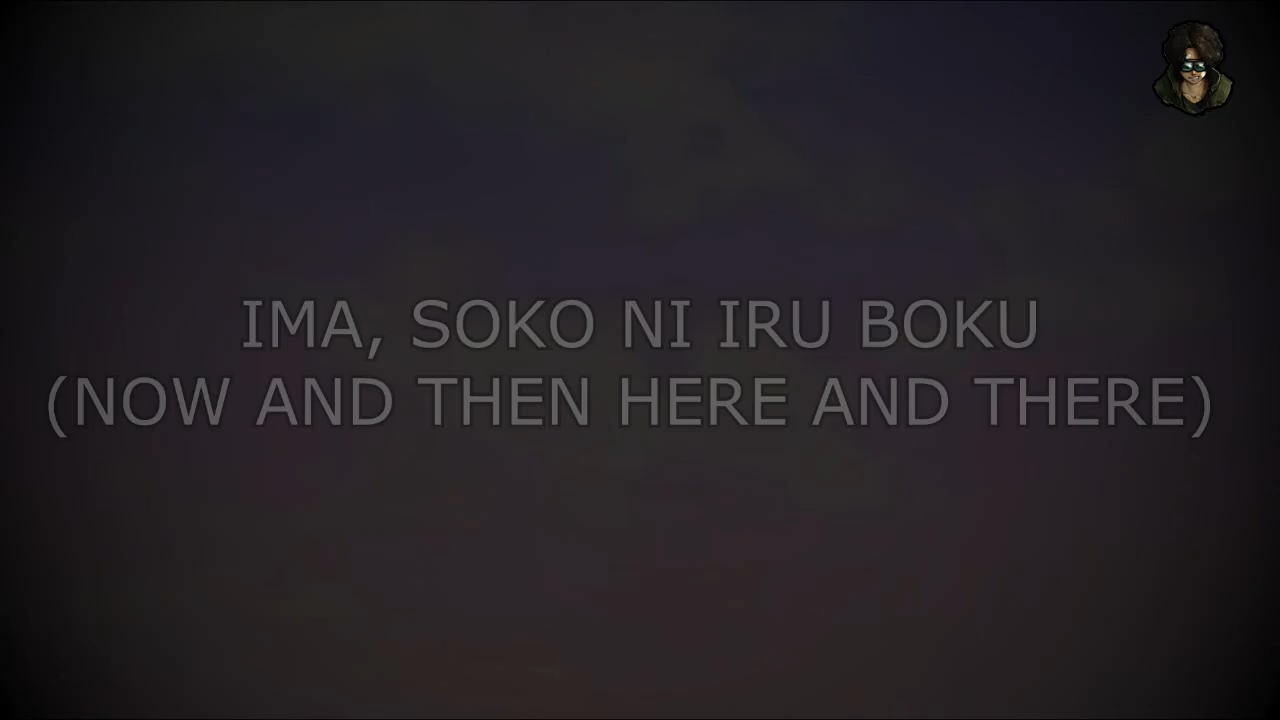 IMA, SOKO NI IRU BOKU
(NOW AND THEN HERE AND THERE)